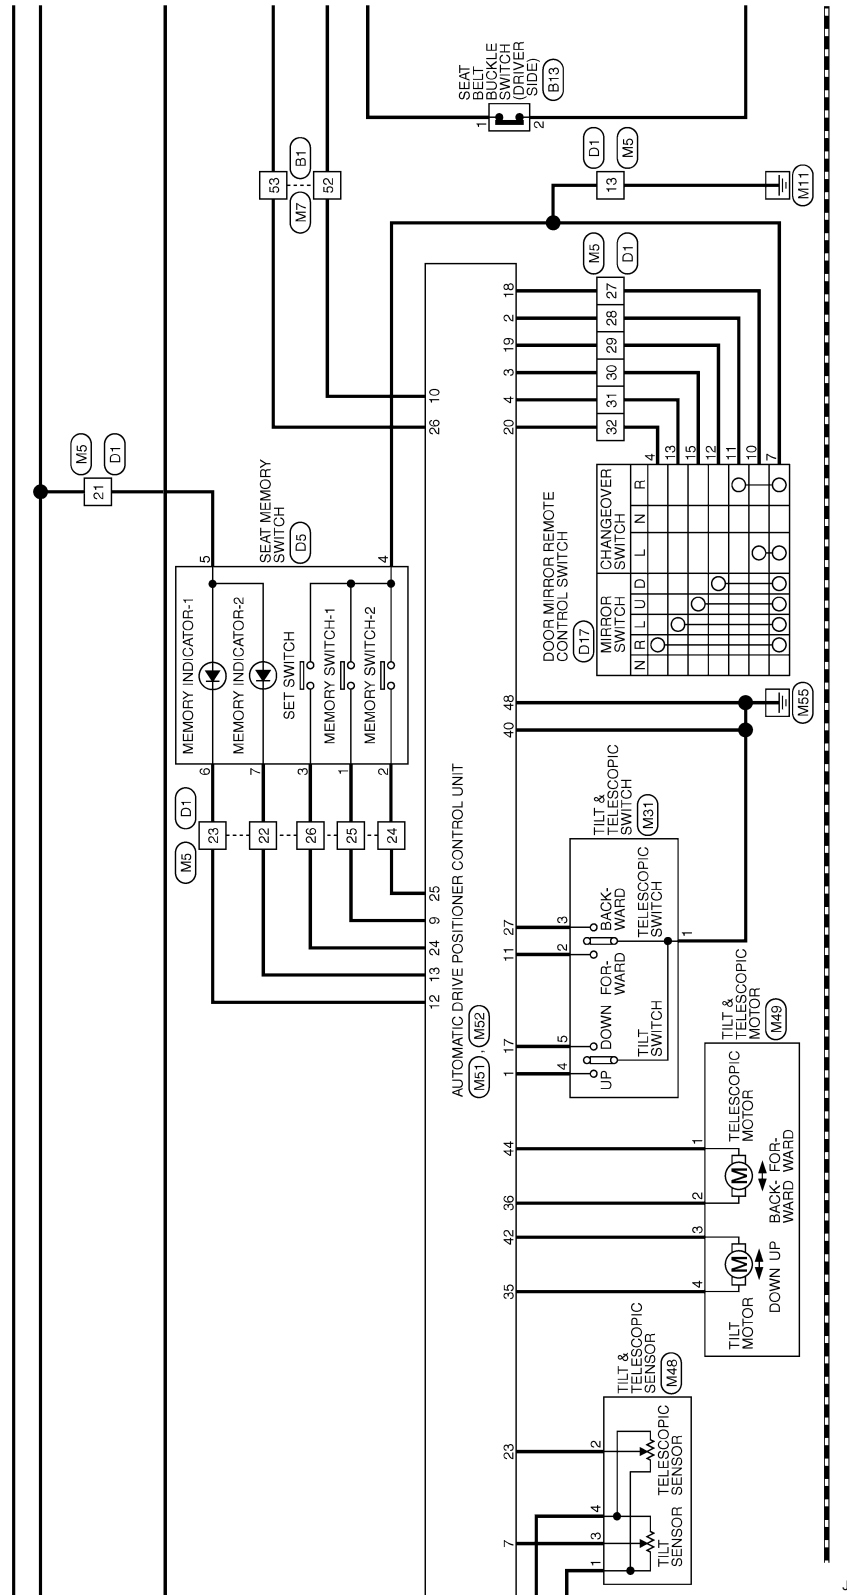 SEAT
BELT
BUCKLE
SWITCH
(DRIVER
SIDE)
B13
1
2
53
52
B1
M7
D1
M5
13
M11
M5
D1
18
2
19
3
4
20
27
28
29
30
31
32
10
26
M5
D1
21
SEAT MEMORY
SWITCH
D5
5
4
MEMORY INDICATOR-1
MEMORY INDICATOR-2
SET SWITCH
MEMORY SWITCH-1
MEMORY SWITCH-2
6
7
3
1
2
D1
M5
23
22
26
25
24
25
9
24
13
12
DOOR MIRROR REMOTE
CONTROL SWITCH
D17
4
13
15
12
11
10
7
MIRROR
SWITCH
CHANGEOVER
SWITCH
N
R
L
U
D
L
N
R
48
40
M55
AUTOMATIC DRIVE POSITIONER CONTROL UNIT
M51 , M52
TILT &
TELESCOPIC
SWITCH
M31
27
11
17
1
3
2
5
4
1
BACK-
WARD
FOR-
WARD
TELESCOPIC
SWITCH
DOWN
UP
TILT
SWITCH
TILT &
TELESCOPIC
MOTOR
M49
44
36
42
35
1
2
3
4
TELESCOPIC
MOTOR
M
BACK-
WARD
FOR-
WARD
M
DOWN UP
TILT
MOTOR
TILT &
TELESCOPIC
SENSOR
M48
23
7
2
4
3
1
TELESCOPIC
SENSOR
TILT
SENSOR